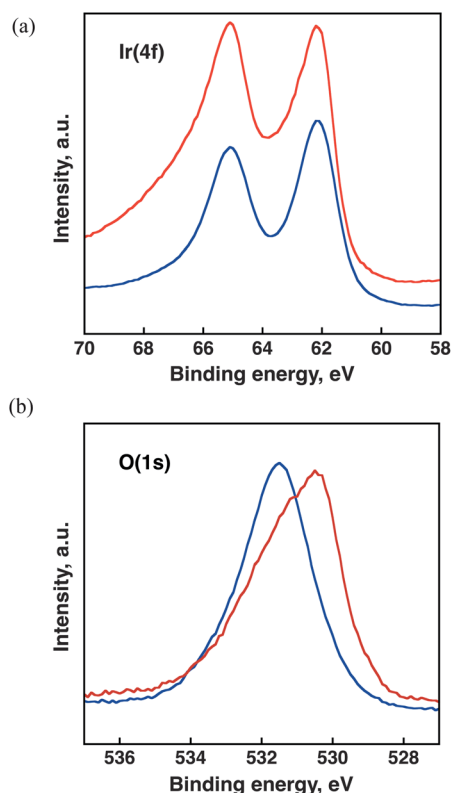 (a)
Ir(4f)
Intensity, a.u.
70 68 66 64 62 60 58
Binding energy, eV
(b)
O(1s)
Intensity, a.u.
536 534 532 530 528
Binding energy, eV